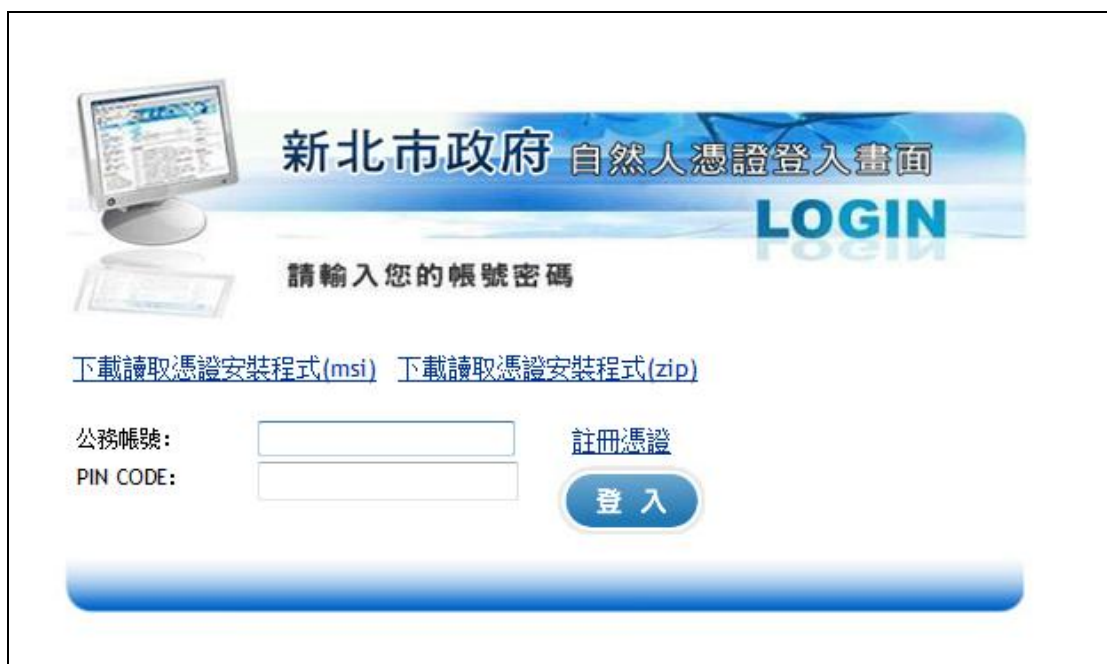 新北市政府 自然人憑證登入畫面
LOGIN
請輸入您的帳號密碼
下載讀取憑證安裝程式(msi) 下載讀取憑證安裝程式(zip)
公務帳號： 註冊憑證
PIN CODE：
登入